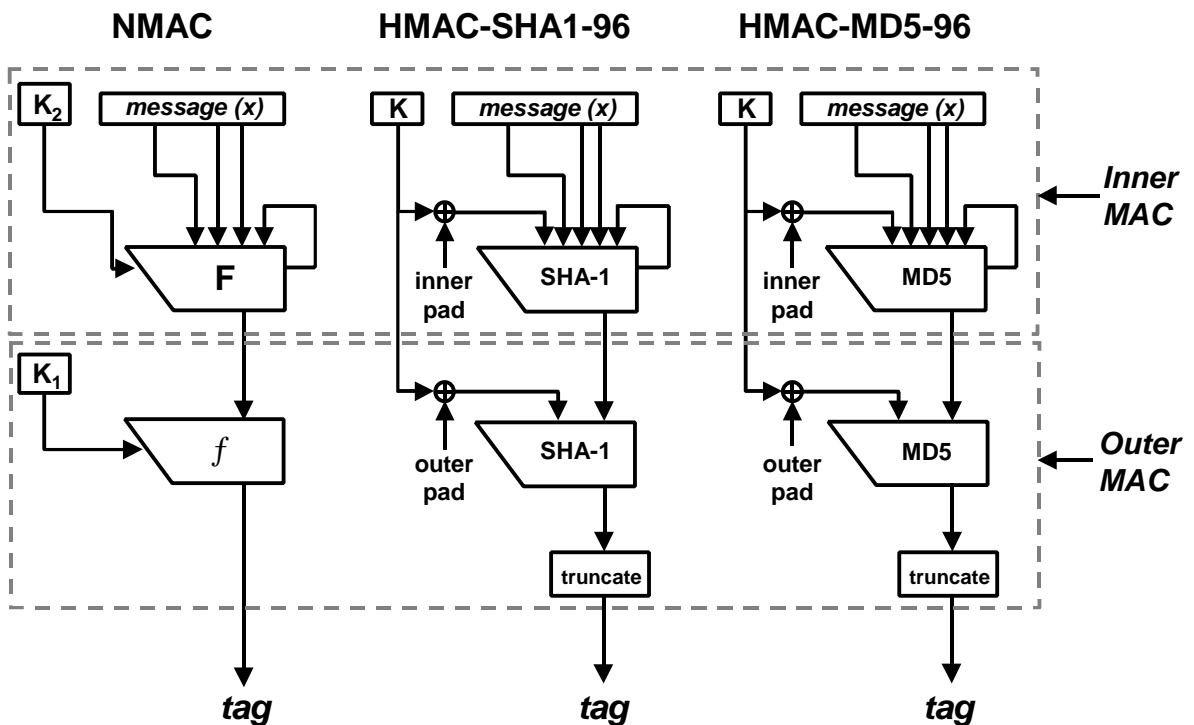 NMAC
HMAC-SHA1-96
HMAC-MD5-96
K2
message (x)
K
message (x)
K
message (x)
Inner
MAC
F
inner
pad
SHA-1
inner
pad
MD5
K1
f
outer
pad
SHA-1
outer
pad
MD5
Outer
MAC
truncate
truncate
tag
tag
tag